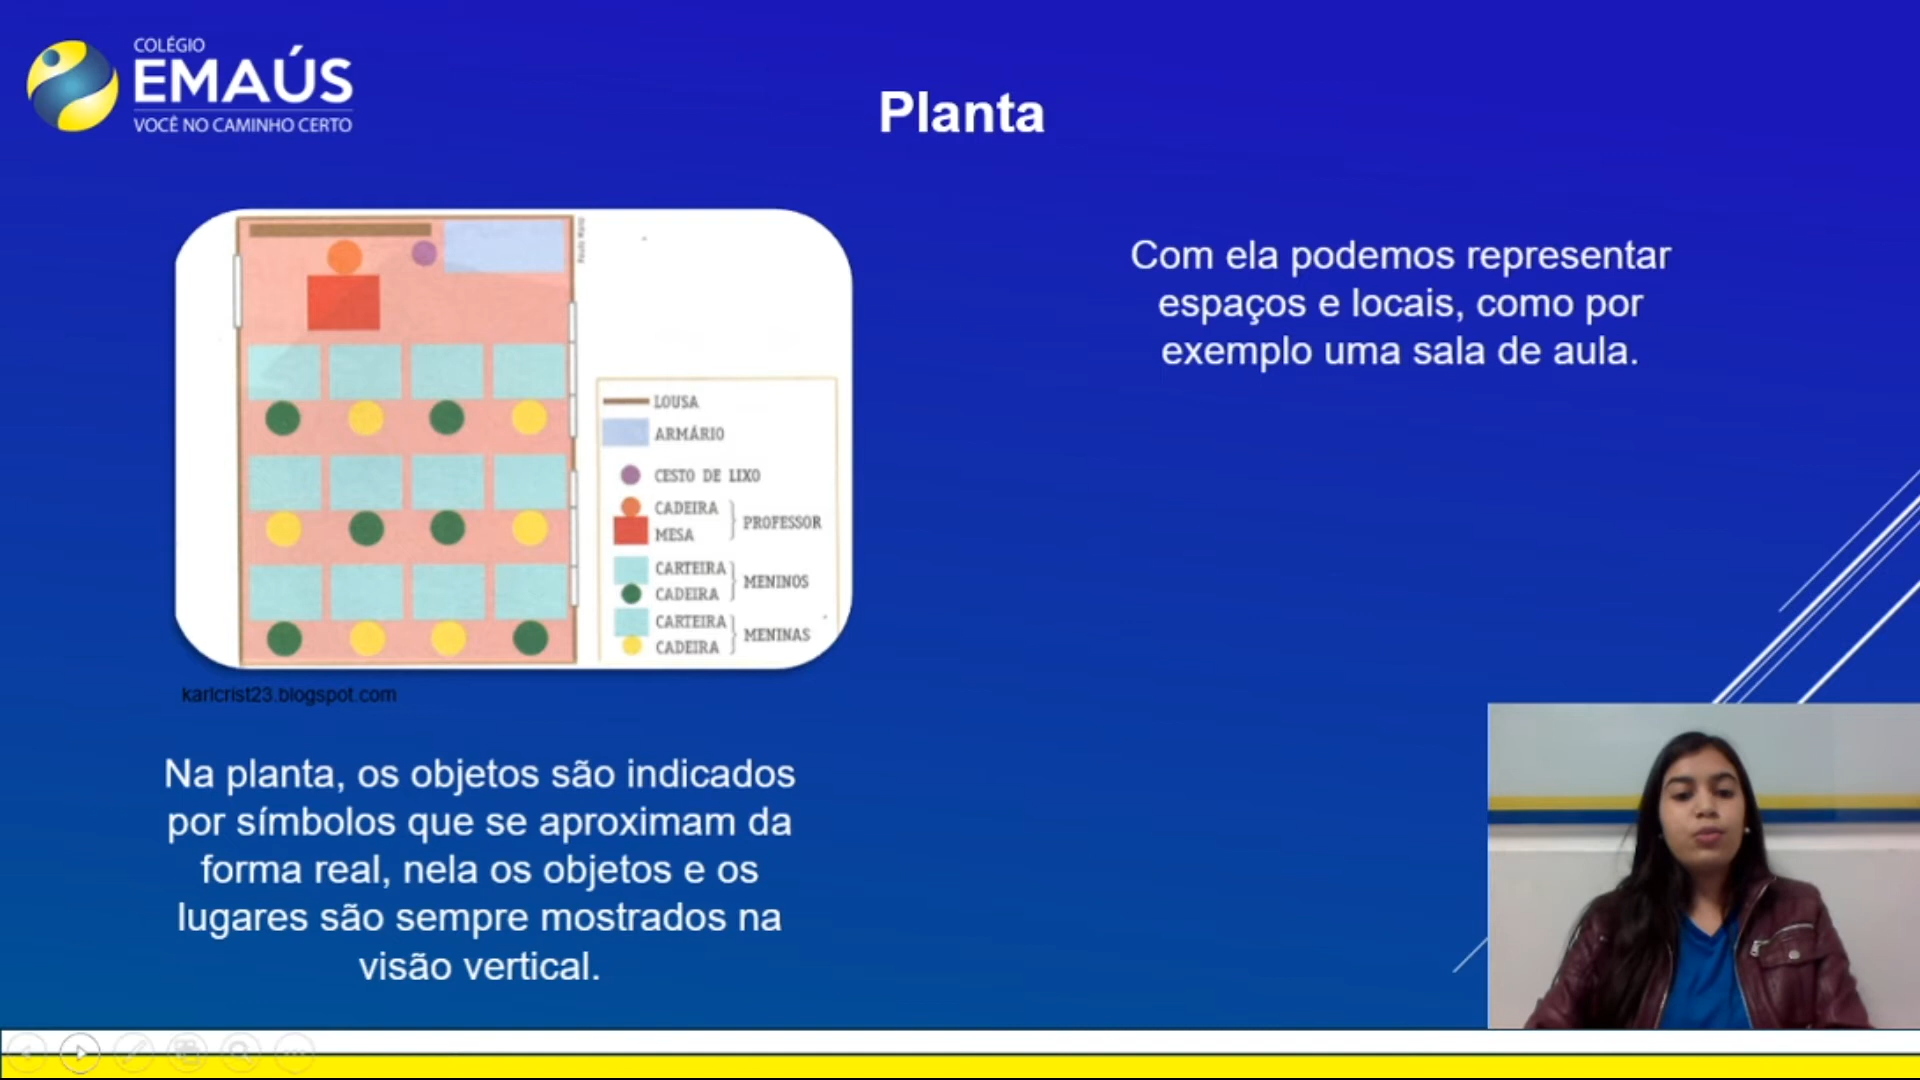 COLÉGIO
EMAÚS
VOCÊ NO CAMINHO CERTO
Planta
LOUSA
ARMÁRIO
CESTO DE LIXO
CADEIRA
MESA
PROFESSOR
CARTEIRA
CADEIRA
MENINOS
CARTEIRA
CADEIRA
MENINAS
karlcrist23.blogspot.com
Com ela podemos representar
espaços e locais, como por
exemplo uma sala de aula.
Na planta, os objetos são indicados
por símbolos que se aproximam da
forma real, nela os objetos e os
lugares são sempre mostrados na
visão vertical.